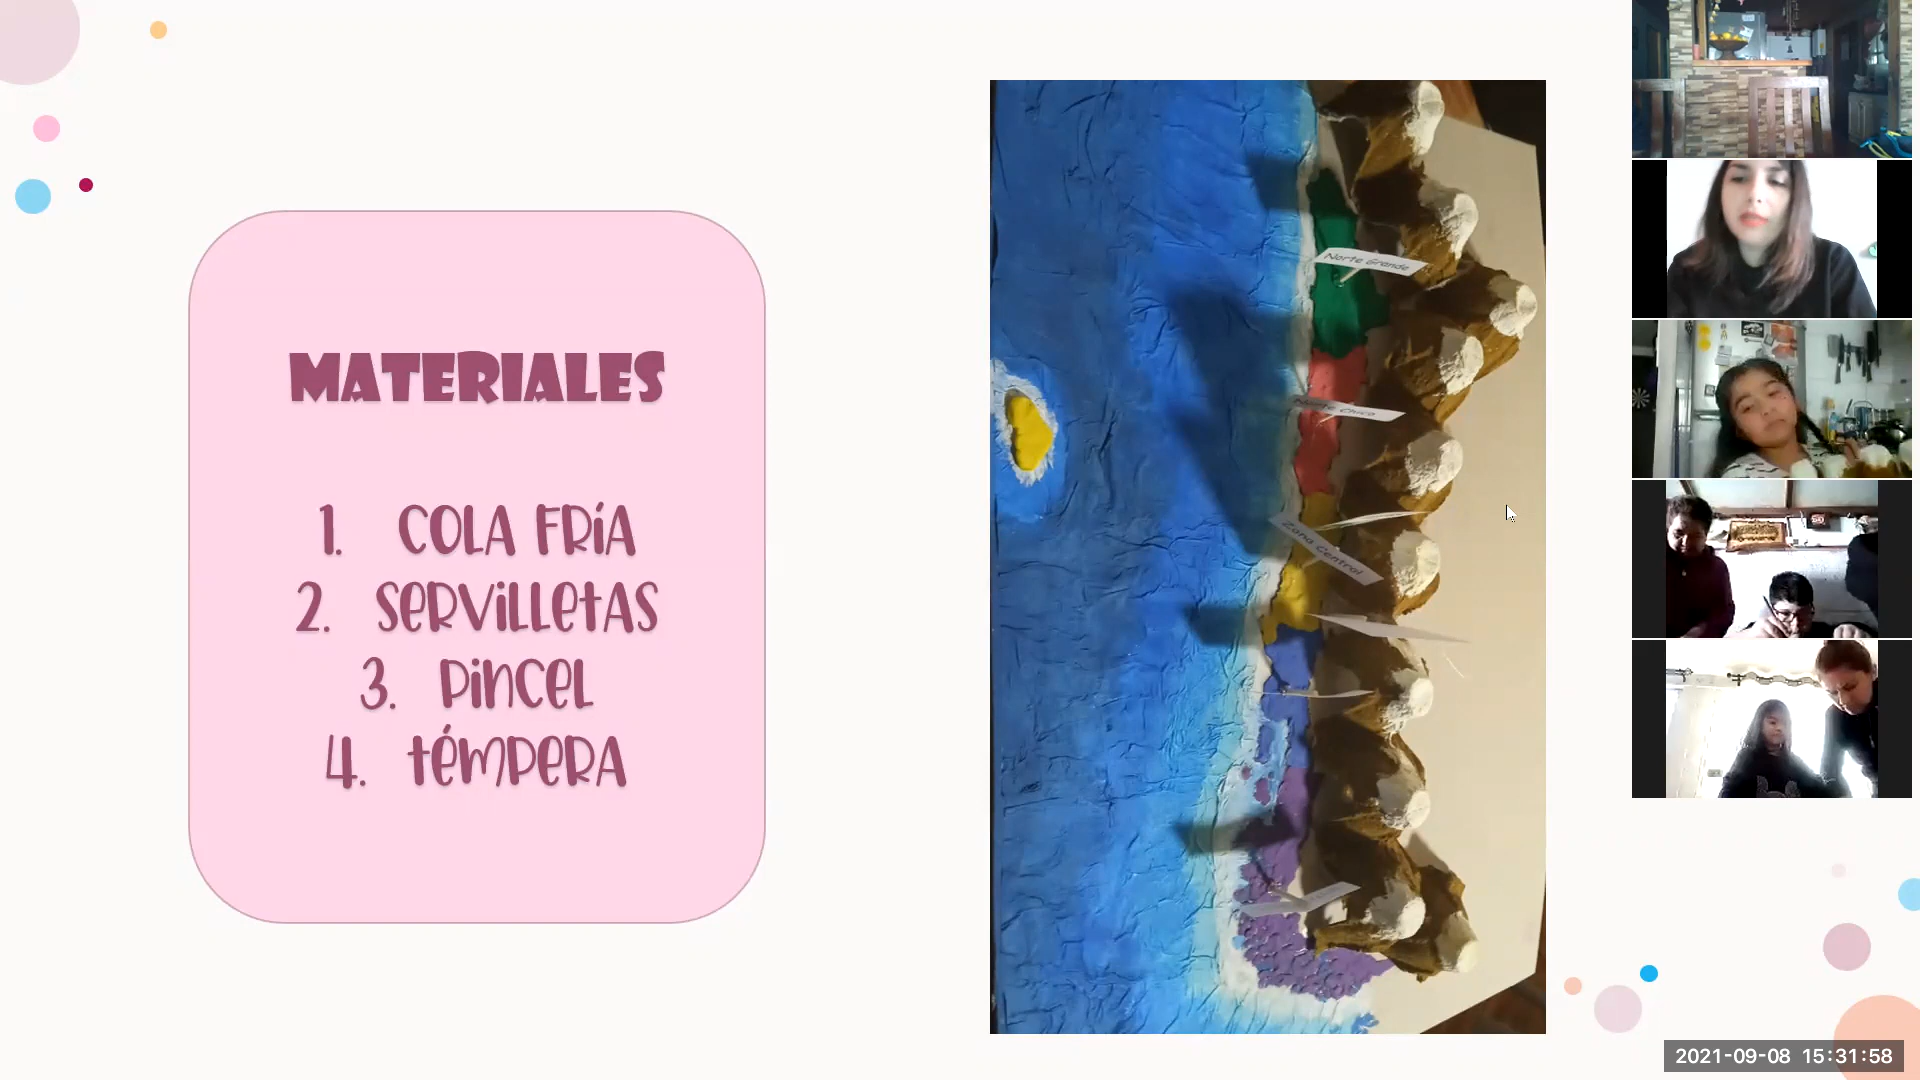 MATERIALES
1. COLA FRÍA
2. SERVILLETAS
3. PINCEL
4. TÉMPERA
Norte Grande
Chico
Zona Central
2021-09-08 15:31:58